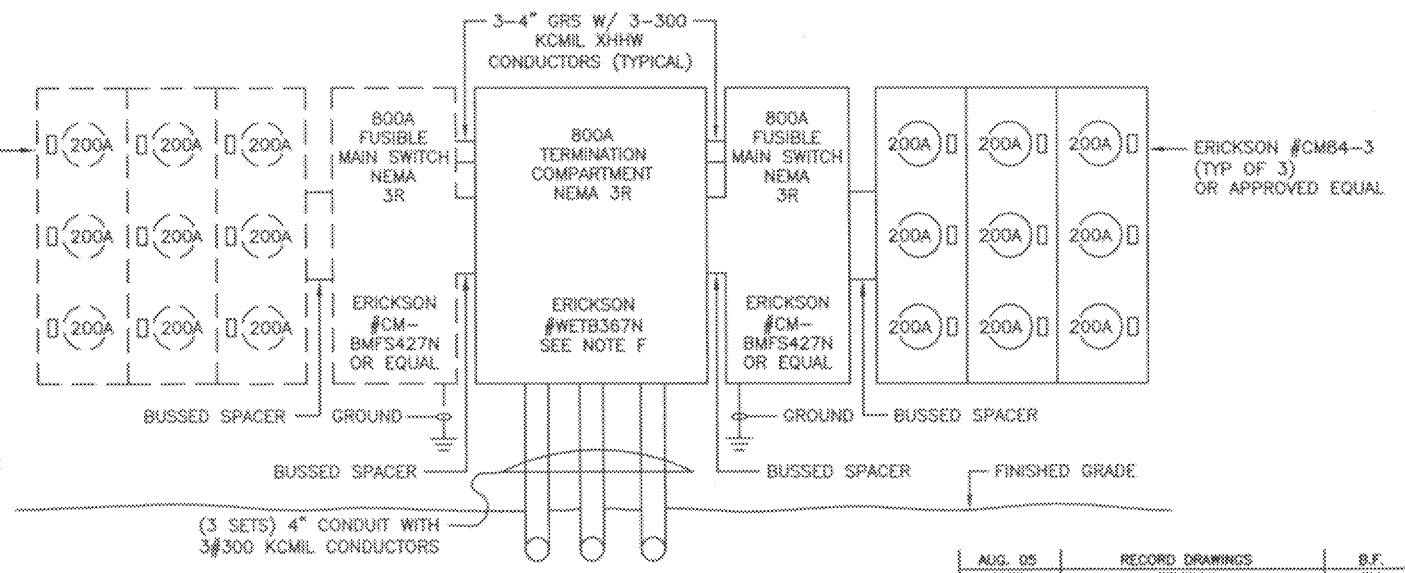 3-4" GRS W/ 3-300
KCMIL XHHW
CONDUCTORS (TYPICAL)
200A 200A 200A
800A
FUSIBLE
MAIN SWITCH
NEMA
3R
800A
TERMINATION
COMPARTMENT
NEMA 3R
800A
FUSIBLE
MAIN SWITCH
NEMA
3R
200A 200A 200A
ERICKSON #CM84-3
(TYP OF 3)
OR APPROVED EQUAL
200A 200A 200A
200A 200A 200A
200A 200A 200A
ERICKSON
#CM-
BMFS427N
OR EQUAL
ERICKSON
#WETB367N
SEE NOTE F
ERICKSON
#CM-
BMFS427N
OR EQUAL
200A 200A 200A
BUSSED SPACER
GROUND
GROUND
BUSSED SPACER
BUSSED SPACER
BUSSED SPACER
FINISHED GRADE
(3 SETS) 4" CONDUIT WITH
3#300 KCMIL CONDUCTORS
AUG. 05 RECORD DRAWINGS B.F.